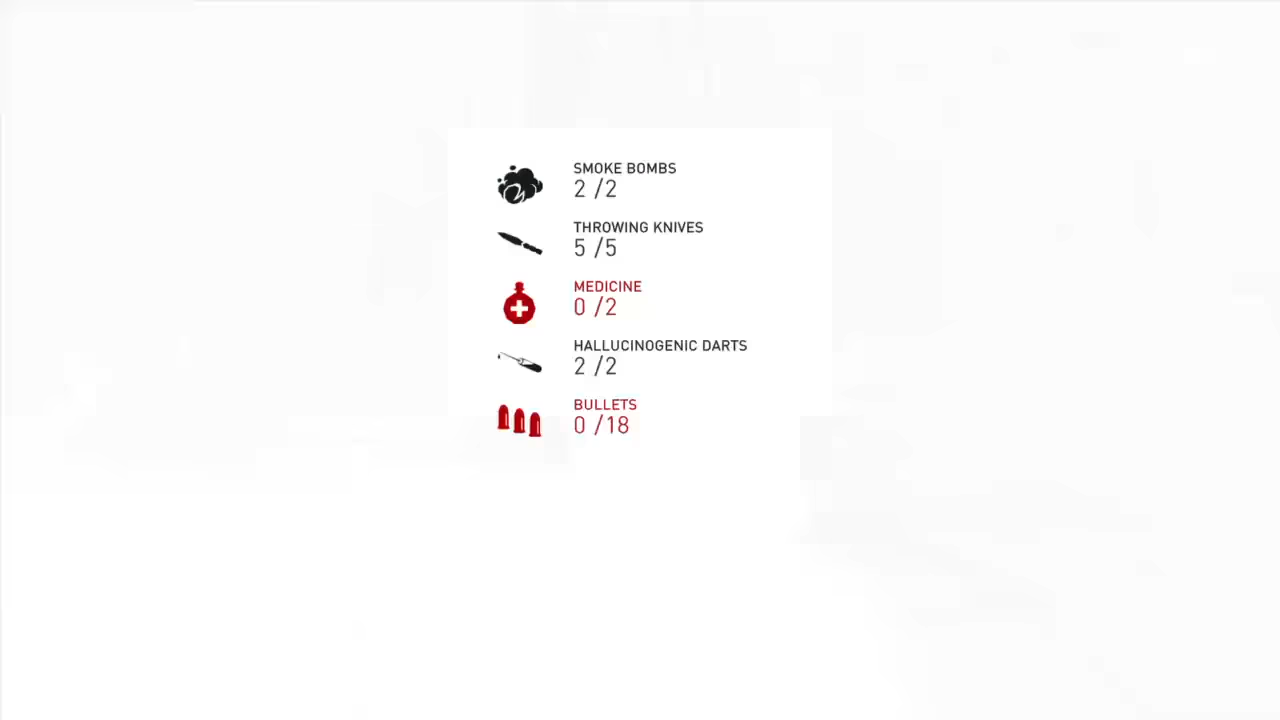 SMOKE BOMBS
2 /2
THROWING KNIVES
5 /5
MEDICINE
0 /2
HALLUCINOGENIC DARTS
2 /2
BULLETS
0 /18